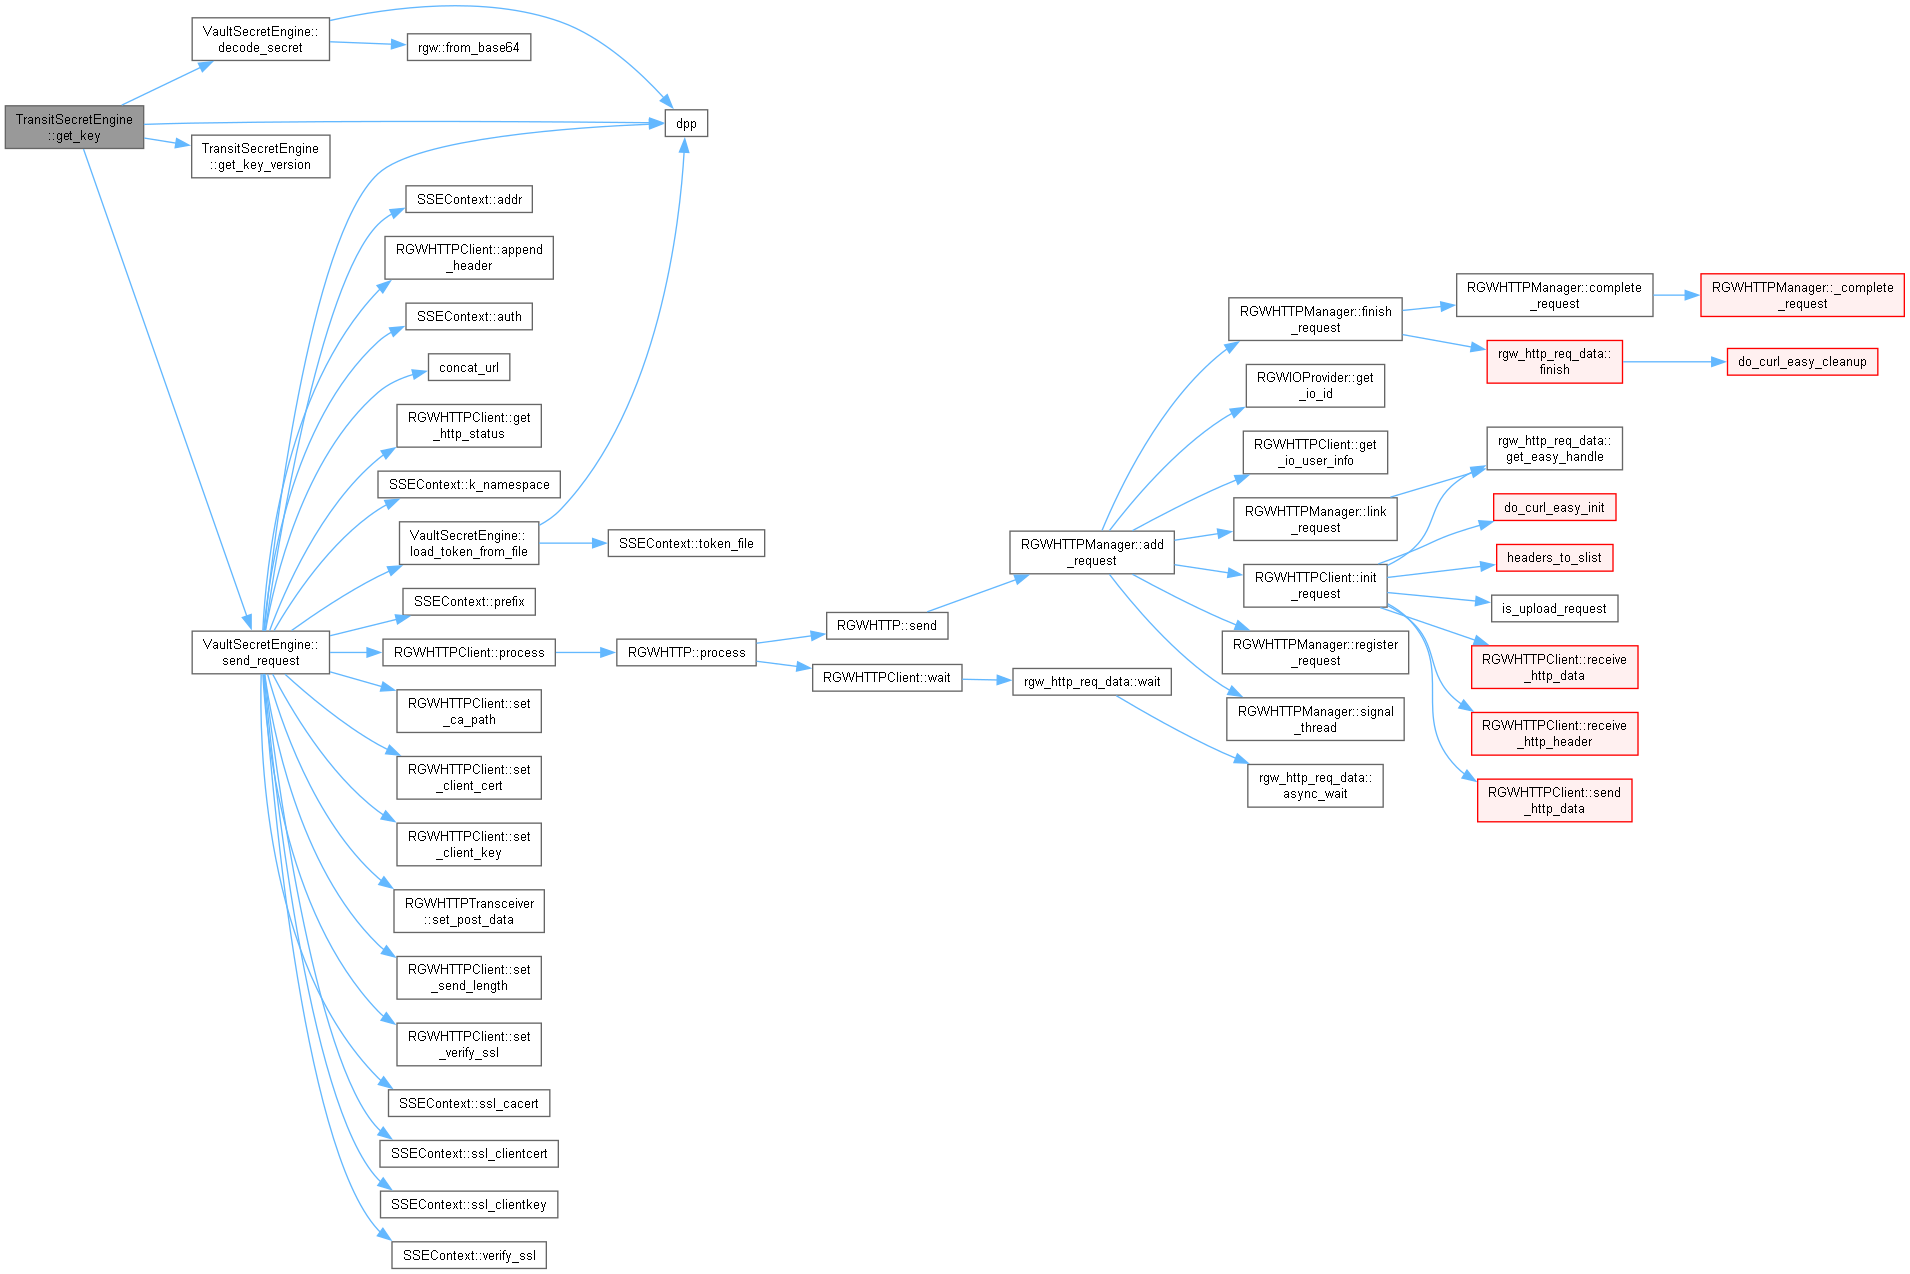 TransitSecretEngine
::get_key
VaultSecretEngine::
decode_secret
rgw::from_base64
dpp
TransitSecretEngine
::get_key_version
SSEContext::addr
RGWHTTPClient::append
_header
SSEContext::auth
concat_url
RGWHTTPClient::get
_http_status
SSEContext::k_namespace
VaultSecretEngine::
load_token_from_file
SSEContext::token_file
SSEContext::prefix
VaultSecretEngine::
send_request
RGWHTTPClient::process
RGWHTTP::process
RGWHTTP::send
RGWHTTPClient::wait
rgw_http_req_data::wait
RGWHTTPManager::add
_request
RGWHTTPManager::finish
_request
RGWHTTPManager::complete
_request
RGWHTTPManager::_complete
_request
rgw_http_req_data::
finish
do_curl_easy_cleanup
RGWIOProvider::get
_io_id
RGWHTTPClient::get
_io_user_info
RGWHTTPManager::link
_request
rgw_http_req_data::
get_easy_handle
RGWHTTPClient::init
_request
do_curl_easy_init
headers_to_slist
is_upload_request
RGWHTTPClient::receive
_http_data
RGWHTTPClient::receive
_http_header
RGWHTTPClient::send
_http_data
RGWHTTPManager::register
_request
RGWHTTPManager::signal
_thread
rgw_http_req_data::
async_wait
RGWHTTPClient::set
_ca_path
RGWHTTPClient::set
_client_cert
RGWHTTPClient::set
_client_key
RGWHTTPTransceiver
::set_post_data
RGWHTTPClient::set
_send_length
RGWHTTPClient::set
_verify_ssl
SSEContext::ssl_cacert
SSEContext::ssl_clientcert
SSEContext::ssl_clientkey
SSEContext::verify_ssl